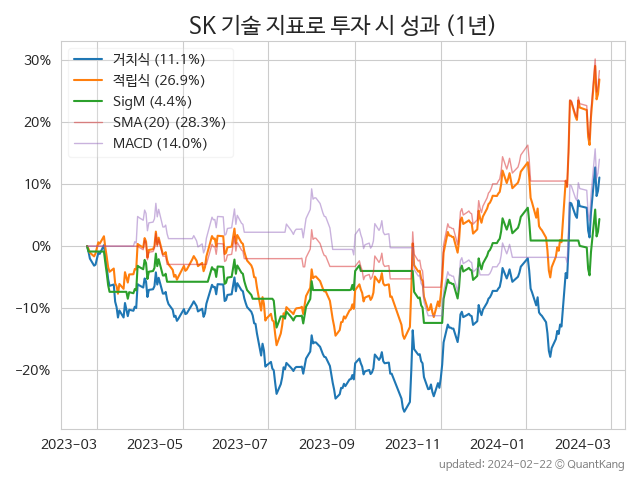 SK 기술 지표로 투자 시 성과 (1년)
거치식 (11.1%)
적립식 (26.9%)
SigM (4.4%)
SMA(20) (28.3%)
MACD (14.0%)
30%
20%
10%
0%
−10%
−20%
2023-03 2023-05 2023-07 2023-09 2023-11 2024-01 2024-03
updated: 2024-02-22 © QuantKang